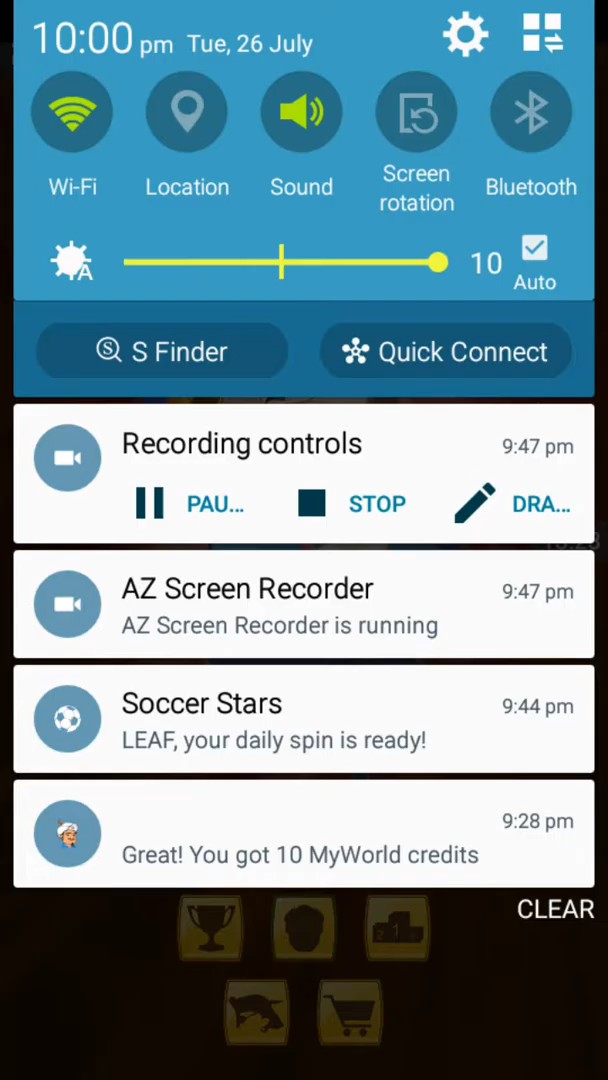 10:00 pm Tue, 26 July
Wi-Fi Location Sound Screen rotation Bluetooth
A 10 Auto
S Finder Quick Connect
Recording controls 9:47 pm
PAU... STOP DRA...
AZ Screen Recorder 9:47 pm
AZ Screen Recorder is running
Soccer Stars 9:44 pm
LEAF, your daily spin is ready!
9:28 pm
Great! You got 10 MyWorld credits
CLEAR